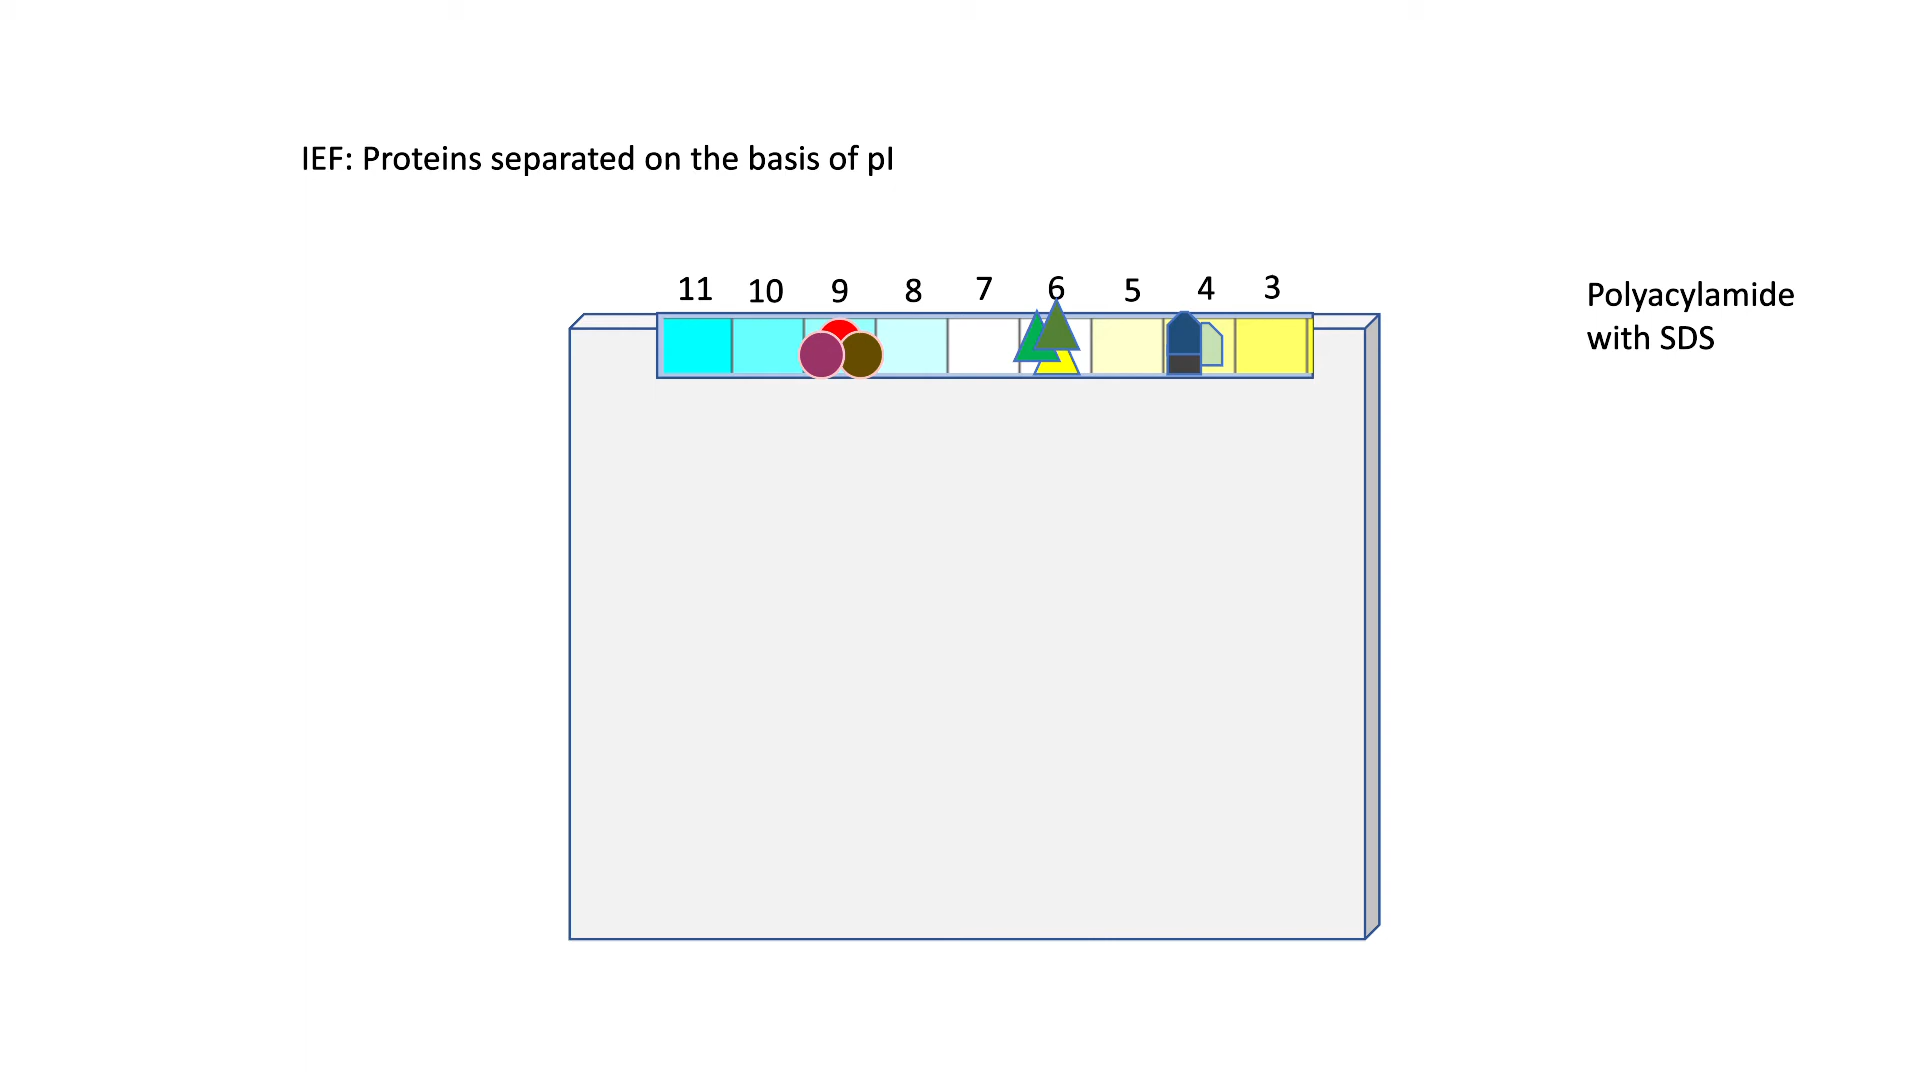 IEF: Proteins separated on the basis of pI
11 10 9 8 7 6 5 4 3
Polyacylamide
with SDS